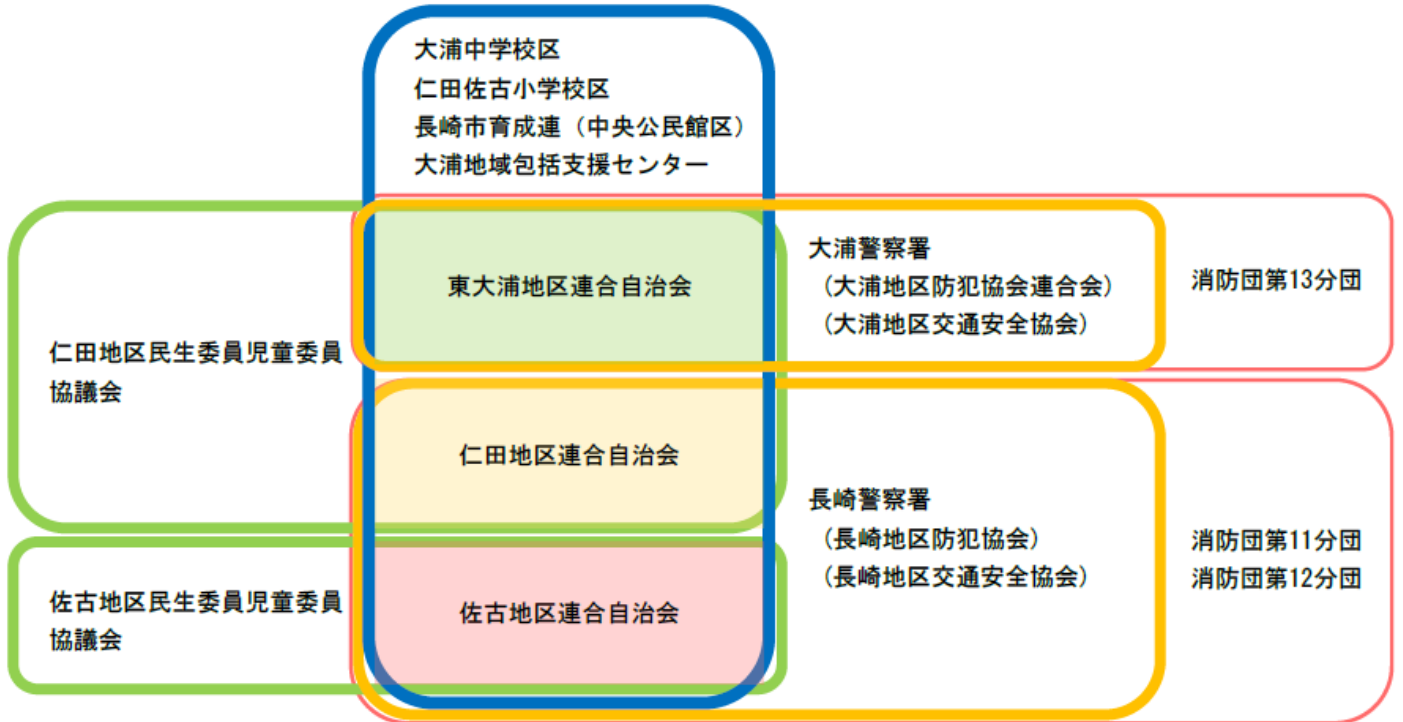 大浦中学校区
仁田佐古小学校区
長崎市育成連（中央公民館区）
大浦地域包括支援センター
東大浦地区連合自治会
大浦警察署
（大浦地区防犯協会連合会）
（大浦地区交通安全協会）
消防団第13分団
仁田地区民生委員児童委員
協議会
仁田地区連合自治会
長崎警察署
（長崎地区防犯協会）
（長崎地区交通安全協会）
消防団第11分団
消防団第12分団
佐古地区民生委員児童委員
協議会
佐古地区連合自治会